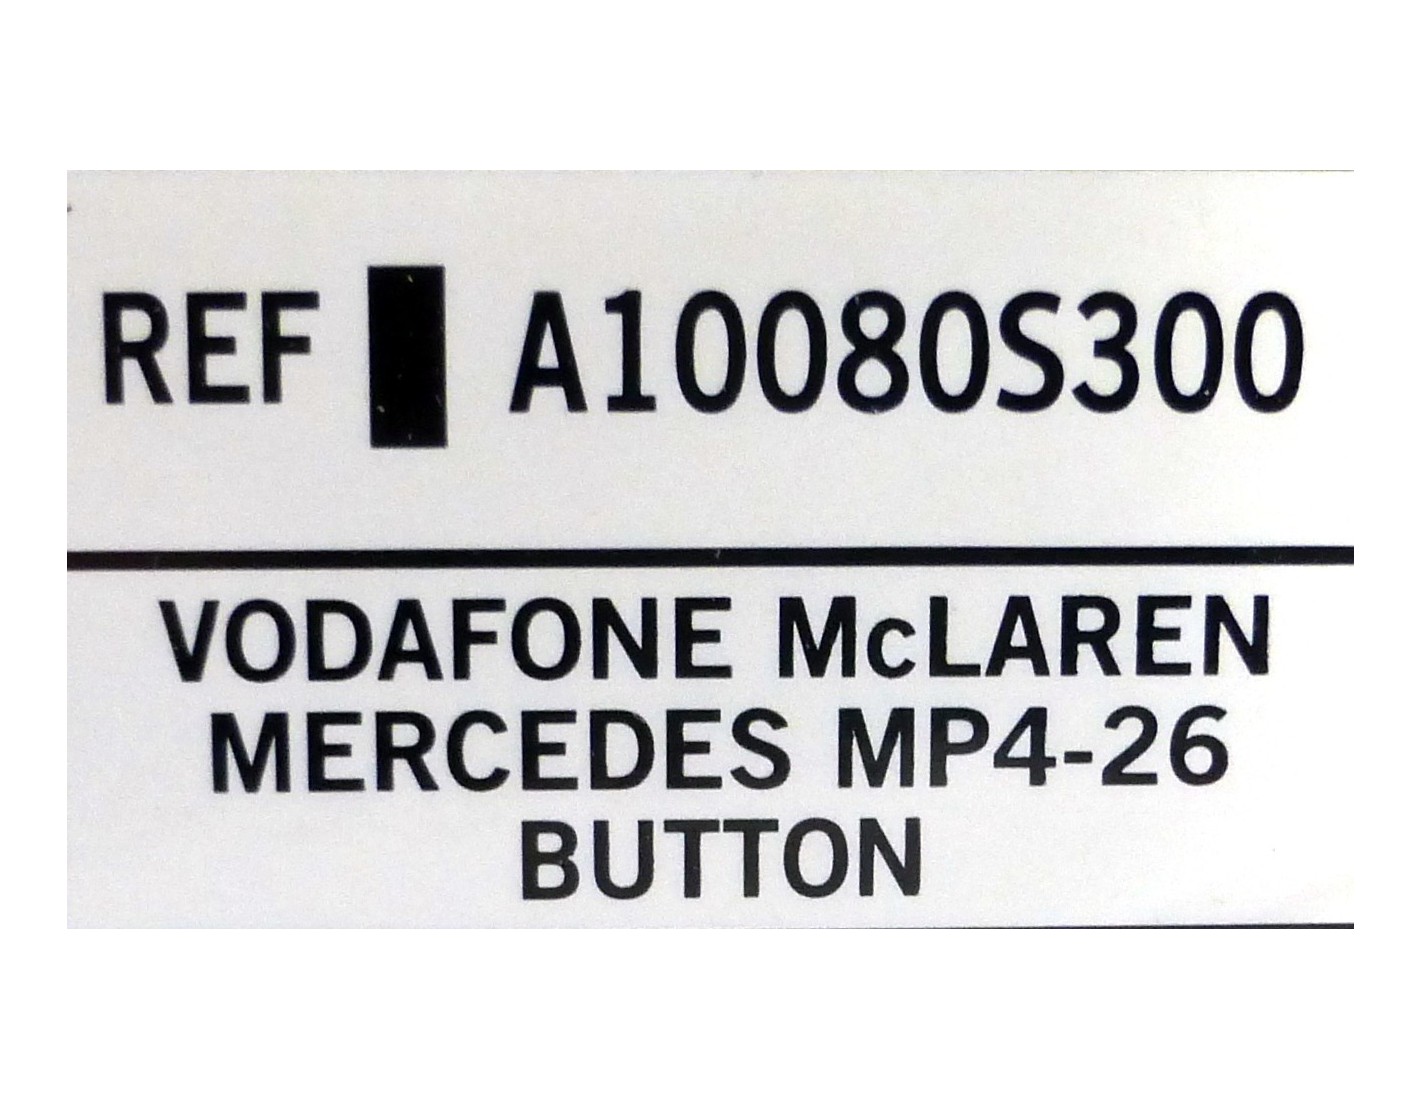 REF A10080S300
VODAFONE McLAREN
MERCEDES MP4-26
BUTTON